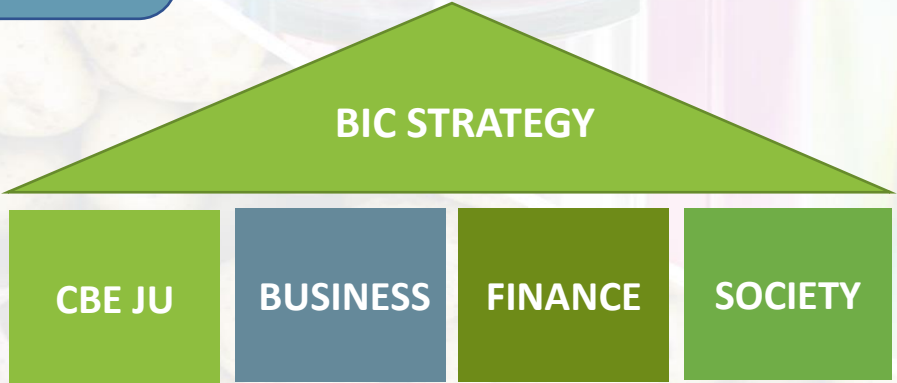 BIC STRATEGY
CBE JU
BUSINESS
FINANCE
SOCIETY